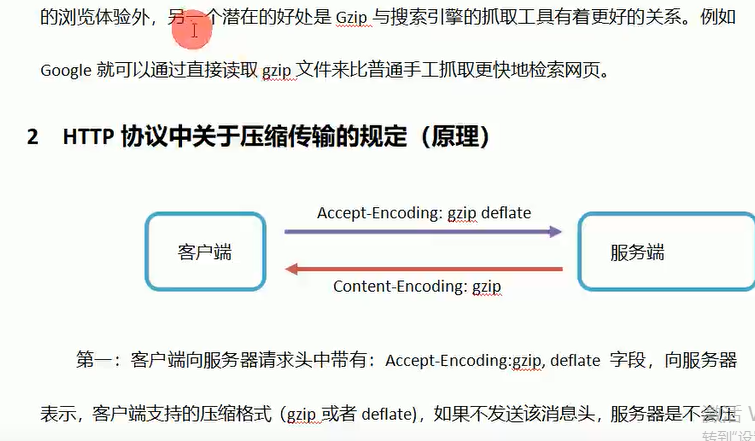 的浏览体验外，另一个潜在的好处是 Gzip 与搜索引擎的抓取工具有着更好的关系。例如
Google 就可以通过直接读取 gzip 文件来比普通手工抓取更快地检索网页。
2 HTTP 协议中关于压缩传输的规定（原理）
Accept-Encoding: gzip deflate
客户端
服务端
Content-Encoding: gzip
第一：客户端向服务器请求头中带有：Accept-Encoding:gzip, deflate 字段，向服务器
表示，客户端支持的压缩格式（gzip 或者 deflate)，如果不发送该消息头，服务器是不会压
激活 W
转到"设